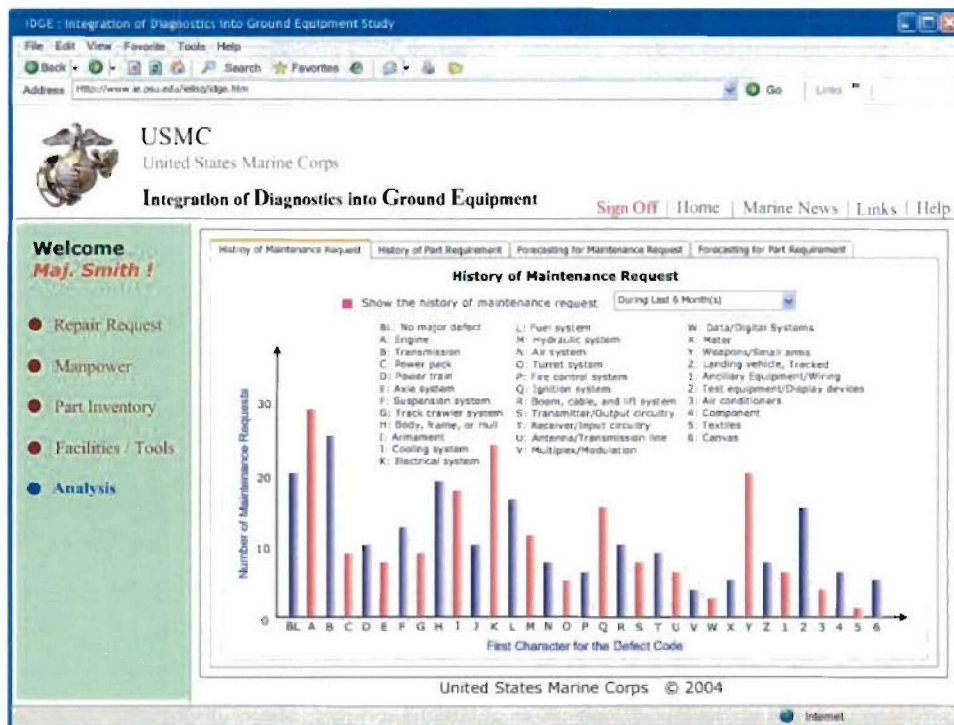 IDGE : Integration of Diagnostics Into Ground Equipment Study
File Edit View Favorite Tools Help
Back Search Favorites
Address Http://www.ie.psu.edu/ielsq/idge.htm Go Links "
USMC
United States Marine Corps
Integration of Diagnostics into Ground Equipment
Sign Off | Home | Marine News | Links | Help
Welcome
Maj. Smith !
Repair Request
Manpower
Part Inventory
Facilities / Tools
Analysis
Histroy of Maintenance Request History of Part Requirement Forecasting for Maintenance Request Forecasting for Part Requirement
History of Maintenance Request
Show the history of maintenance request During Last 6 Month(s)
BL: No major defect
A: Engine
B: Transmission
C: Power pack
D: Power train
E: Axle system
F: Suspension system
G: Track crawler system
H: Body, frame, or hull
I: Armament
I: Cooling system
K: Electrical system
L: Fuel system
M: Hydraulic system
N: Air system
O: Turret system
P: Fire control system
Q: Ignition system
R: Boom, cable, and lift system
S: Transmitter/Output circuitry
T: Receiver/Input circuitry
U: Antenna/Transmission line
V: Multiplex/Modulation
W: Data/Digital Systems
X: Meter
Y: Weapons/Small arms
Z: Landing vehicle, Tracked
1: Ancillary Equipment/Wiring
2: Test equipment/Display devices
3: Air conditioners
4: Component
5: Textiles
6: Canvas
Number of Maintenance Requests
30
20
10
0
BL A B C D E F G H I J K L M N O P Q R S T U V W X Y Z 1 2 3 4 5 6
First Character for the Defect Code
United States Marine Corps © 2004
Internet